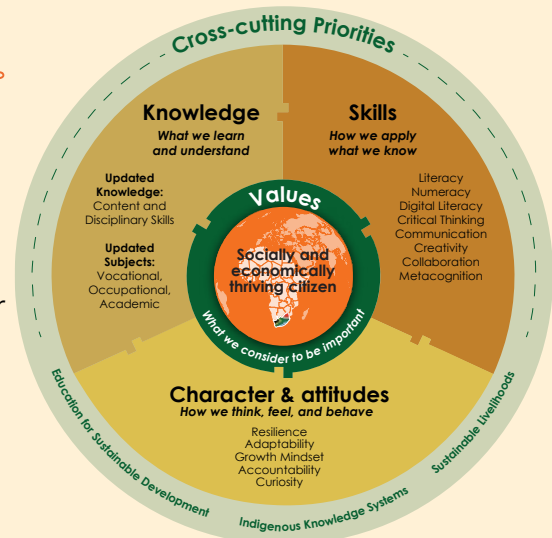 Cross-cutting Priorities
Knowledge
What we learn
and understand
Updated
Knowledge:
Content and
Disciplinary Skills
Updated
Subjects:
Vocational,
Occupational,
Academic
Skills
How we apply
what we know
Literacy
Numeracy
Digital Literacy
Critical Thinking
Communication
Creativity
Collaboration
Metacognition
Values
Socially and
economically
thriving citizen
What we consider to be important
Character & attitudes
How we think, feel, and behave
Resilience
Adaptability
Growth Mindset
Accountability
Curiosity
Education for Sustainable Development
Indigenous Knowledge Systems
Sustainable Livelihoods